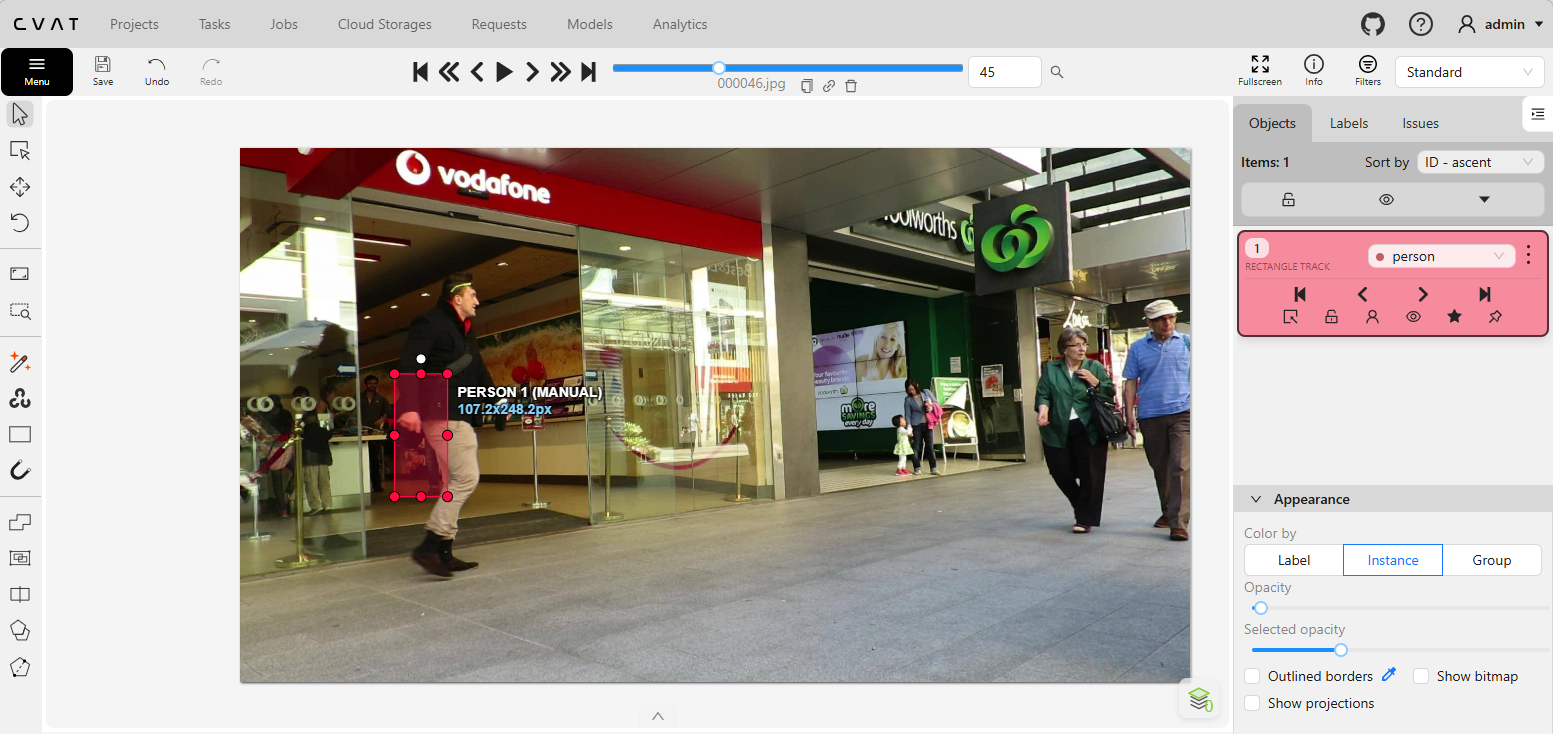 CVAT Projects Tasks Jobs Cloud Storages Requests Models Analytics admin
Menu Save Undo Redo 000046.jpg 45 Fullscreen Info Filters Standard
Objects Labels Issues
Items: 1 Sort by ID - ascent
1 person
RECTANGLE TRACK
vodafone
oolworths
PERSON 1 (MANUAL)
107.2x248.2px
more
SAVINGS
everyday
Appearance
Color by
Label Instance Group
Opacity
Selected opacity
Outlined borders Show bitmap
Show projections
0